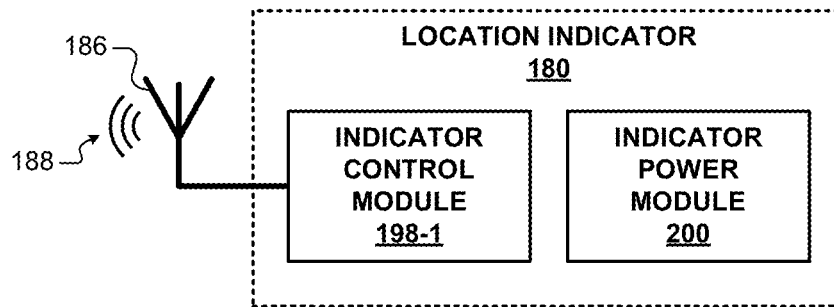 186
188
LOCATION INDICATOR
180
INDICATOR
CONTROL
MODULE
198-1
INDICATOR
POWER
MODULE
200